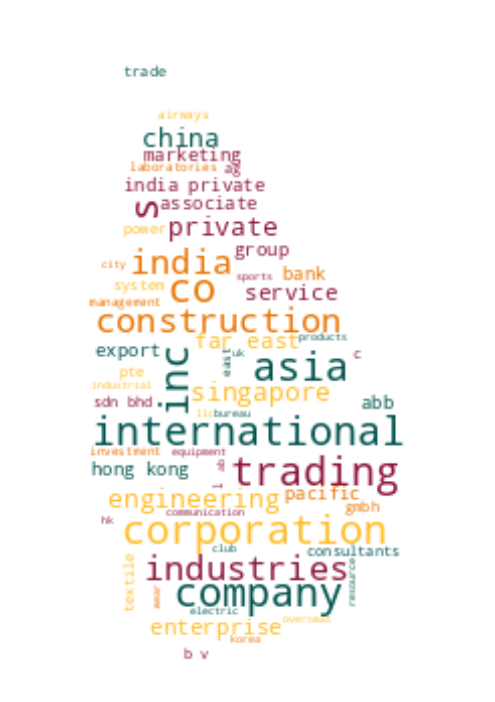 trade
airways
china
marketing
laboratories ag
india private
s associate
power private
group
city india sports bank
system co service
management
construction
far east products
export inc east uk asia c
pte
industrial singapore
sdn bhd abb
llc bureau
international
investment equipment
hong kong l ab trading
engineering pacific
communication gmbh
hk corporation
club consultants
textile wear industries resource
company
electric
enterprise overseas
korea
b v